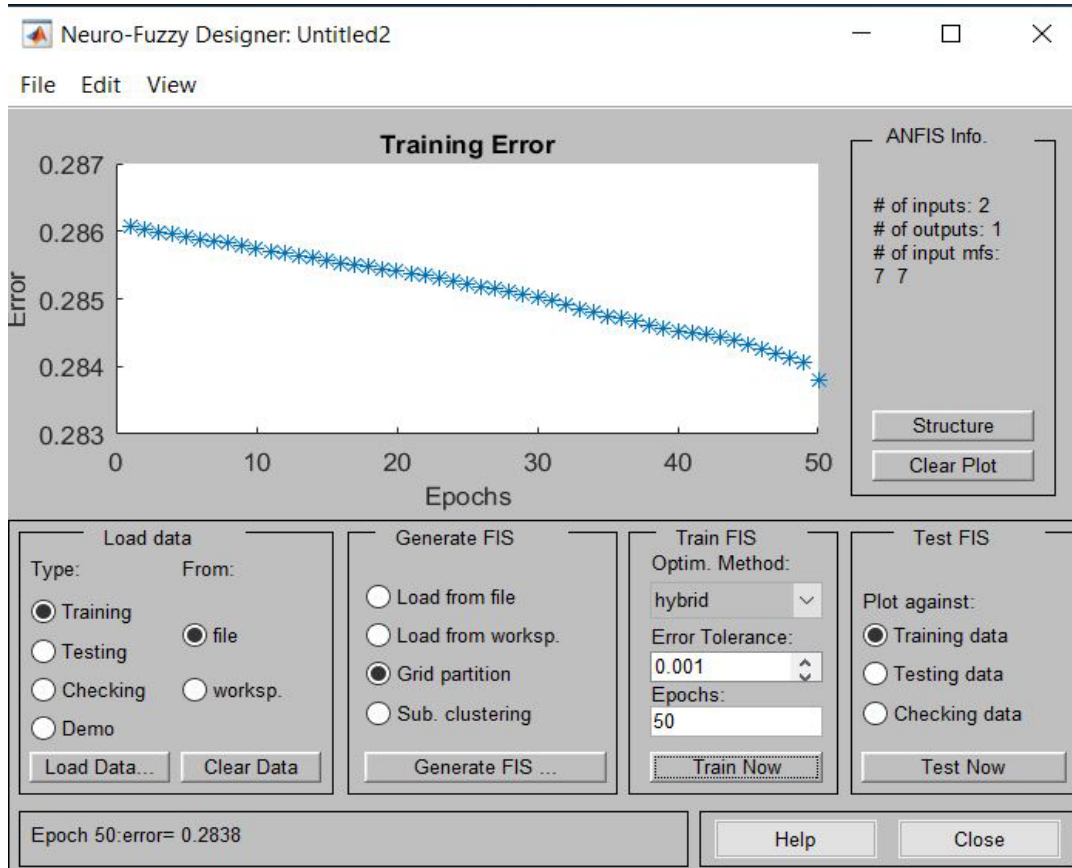 Neuro-Fuzzy Designer: Untitled2
File Edit View
Training Error
0.287
0.286
0.285
0.284
0.283
Error
0 10 20 30 40 50
Epochs
ANFIS Info.
# of inputs: 2
# of outputs: 1
# of input mfs:
7 7
Structure
Clear Plot
Load data
Type: From:
Training
file
Testing
Checking
worksp.
Demo
Load Data...
Clear Data
Generate FIS
Load from file
Load from worksp.
Grid partition
Sub. clustering
Generate FIS ...
Train FIS
Optim. Method:
hybrid
Error Tolerance:
0.001
Epochs:
50
Train Now
Test FIS
Plot against:
Training data
Testing data
Checking data
Test Now
Epoch 50:error= 0.2838
Help
Close